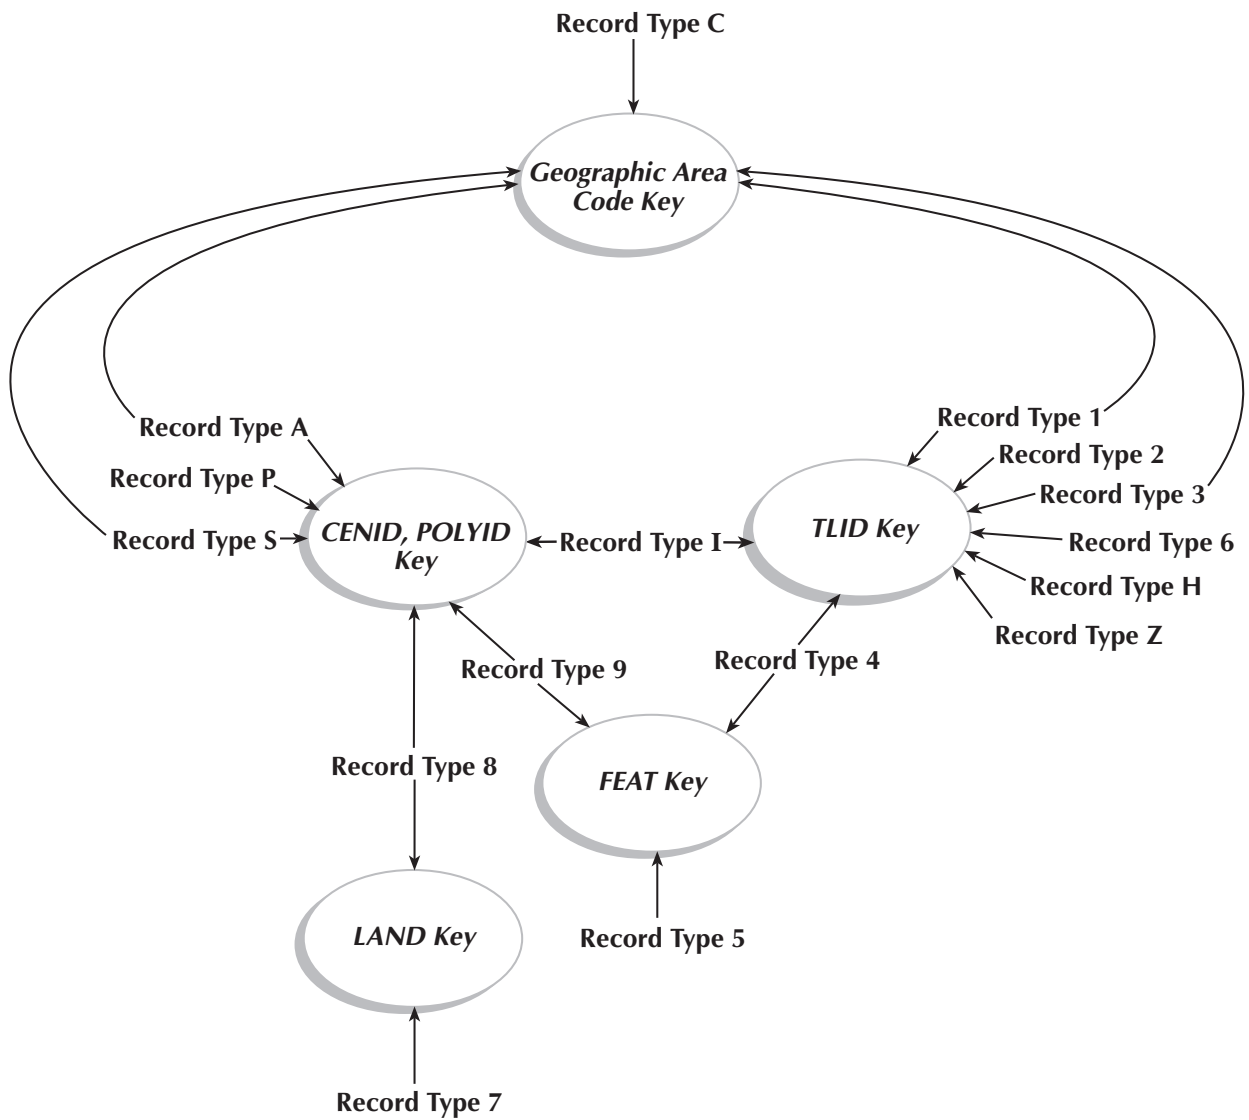 Record Type C
Geographic Area
Code Key
Record Type A
Record Type P
Record Type S
CENID, POLYID
Key
Record Type I
Record Type 1
Record Type 2
Record Type 3
Record Type 6
Record Type H
Record Type Z
TLID Key
Record Type 9
Record Type 4
Record Type 8
FEAT Key
LAND Key
Record Type 5
Record Type 7